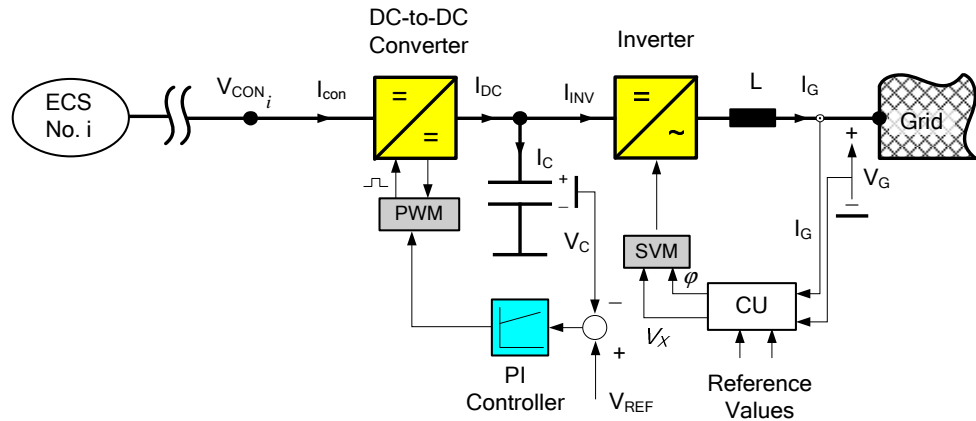 DC-to-DC
Converter
Inverter
ECS
No. i
V_CON_i
I_con
=
=
I_DC
I_INV
=
~
L
I_G
Grid
I_C
+
–
V_C
PWM
SVM
φ
V_X
CU
I_G
+
V_G
–
–
+
PI
Controller
V_REF
Reference
Values